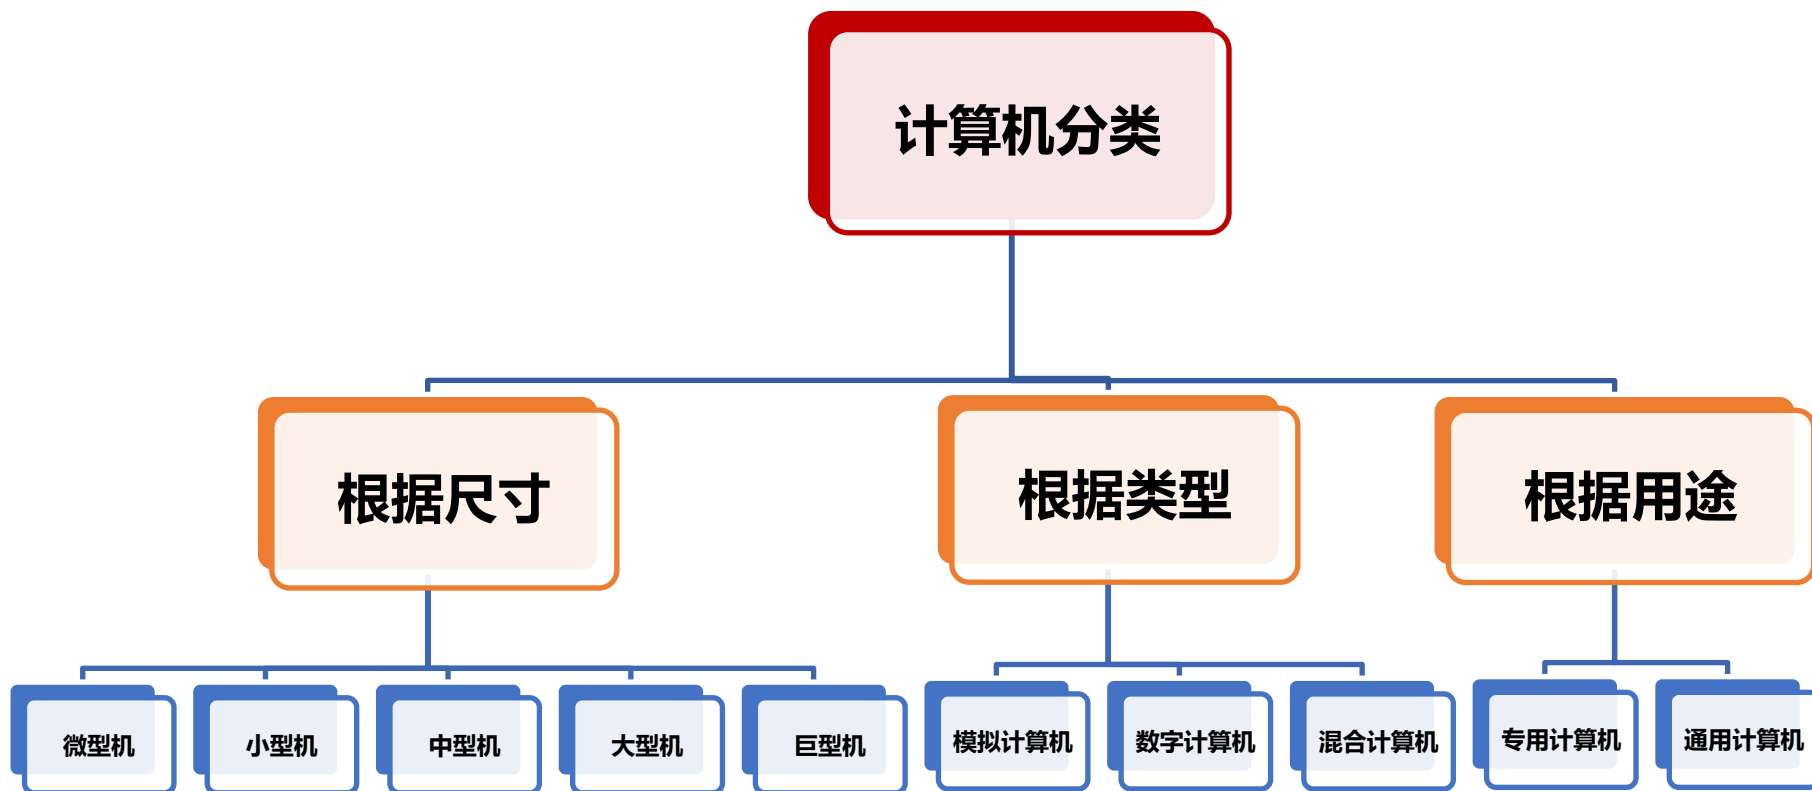 计算机分类
根据尺寸
根据类型
根据用途
微型机
小型机
中型机
大型机
巨型机
模拟计算机
数字计算机
混合计算机
专用计算机
通用计算机